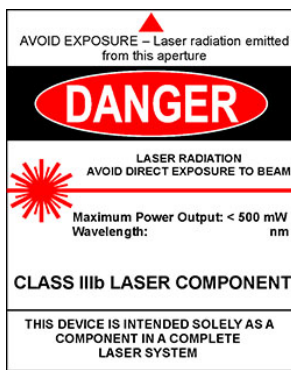 AVOID EXPOSURE – Laser radiation emitted
from this aperture
DANGER
LASER RADIATION
AVOID DIRECT EXPOSURE TO BEAM
Maximum Power Output: < 500 mW
Wavelength: nm
CLASS IIIb LASER COMPONENT
THIS DEVICE IS INTENDED SOLELY AS A
COMPONENT IN A COMPLETE
LASER SYSTEM